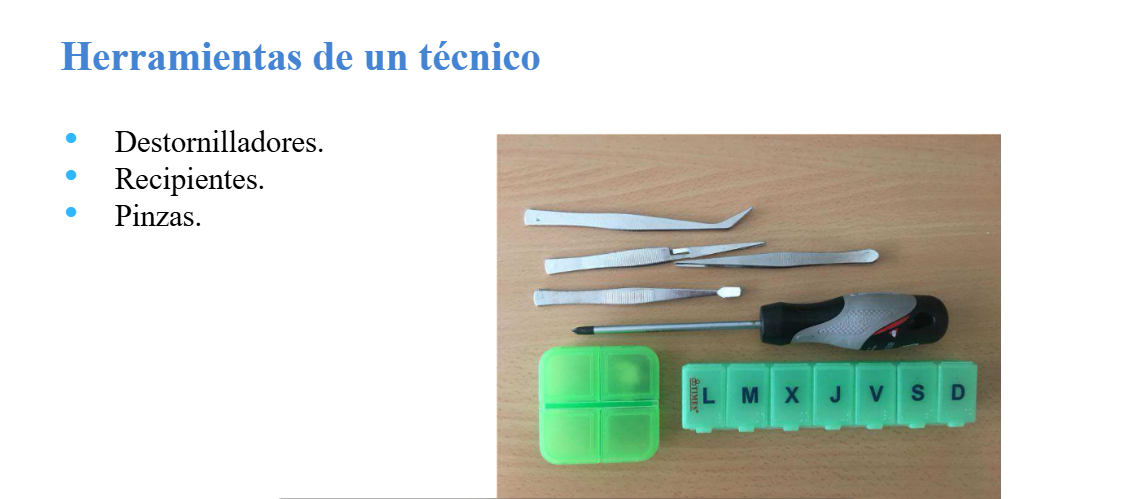 Herramientas de un técnico
Destornilladores.
Recipientes.
Pinzas.
L M X J V S D